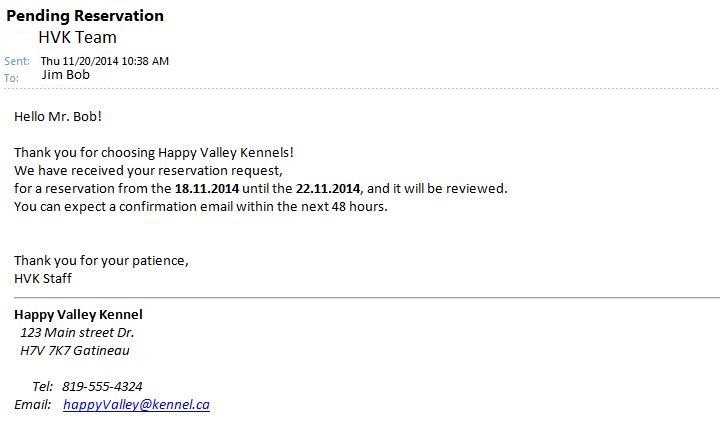 Pending Reservation
HVK Team
Sent: Thu 11/20/2014 10:38 AM
To: Jim Bob
Hello Mr. Bob!
Thank you for choosing Happy Valley Kennels!
We have received your reservation request,
for a reservation from the 18.11.2014 until the 22.11.2014, and it will be reviewed.
You can expect a confirmation email within the next 48 hours.
Thank you for your patience,
HVK Staff
Happy Valley Kennel
123 Main street Dr.
H7V 7K7 Gatineau
Tel: 819-555-4324
Email: happyValley@kennel.ca